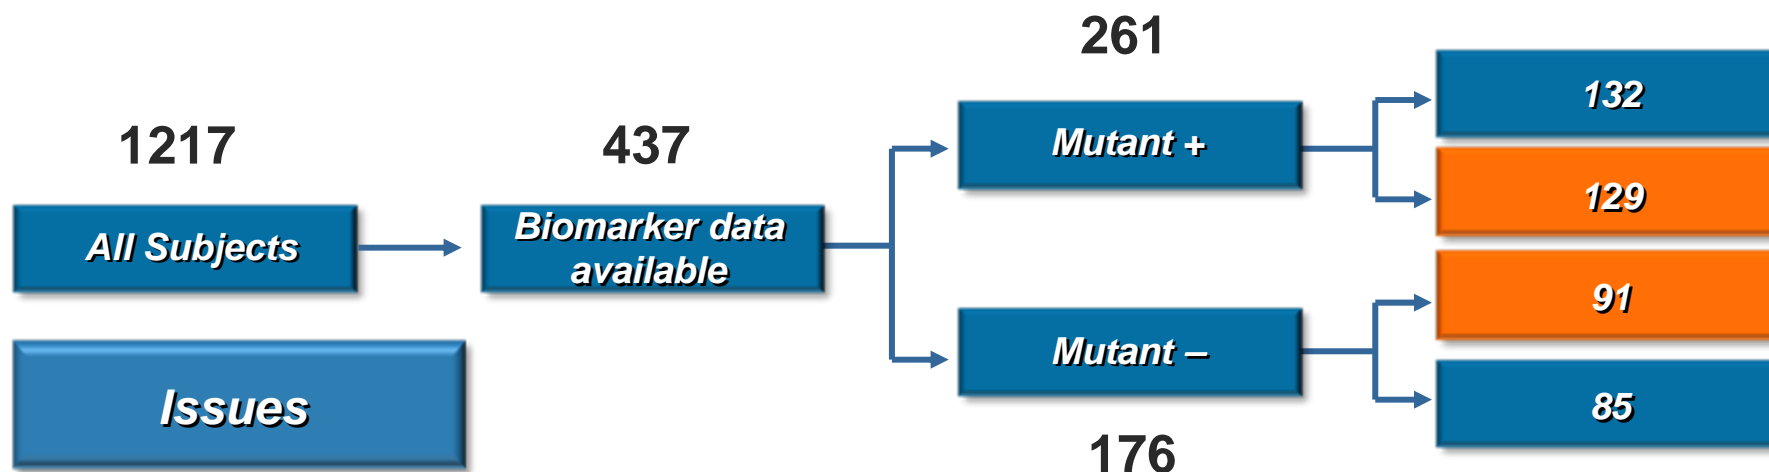 1217
All Subjects
437
Biomarker data
available
261
Mutant +
Mutant –
176
132
129
91
85
Issues